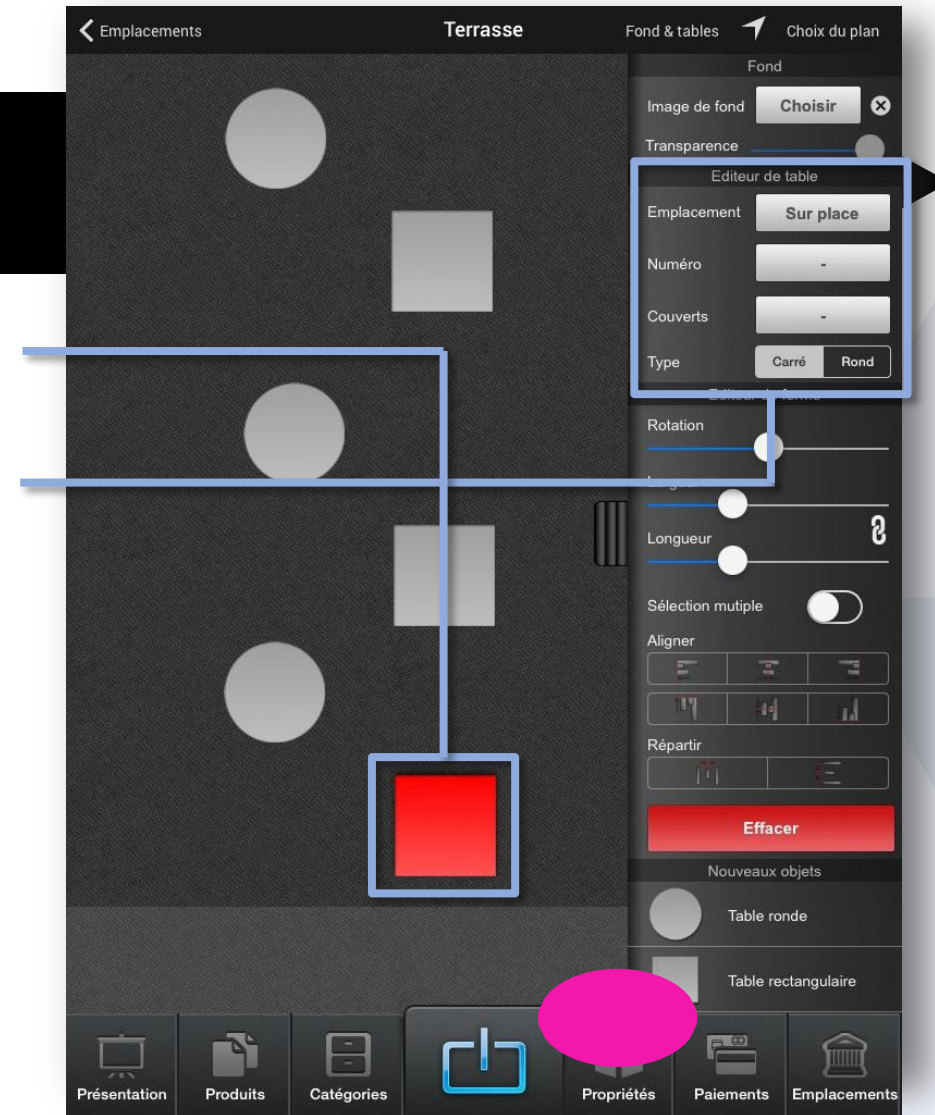 Emplacements
Terrasse
Fond & tables
Choix du plan
Fond
Image de fond
Choisir
Transparence
Editeur de table
Emplacement
Sur place
Numéro
-
Couverts
-
Type
Carré
Rond
Rotation
Longueur
Sélection mutiple
Aligner
Répartir
Effacer
Nouveaux objets
Table ronde
Table rectangulaire
Présentation
Produits
Catégories
Propriétés
Paiements
Emplacements